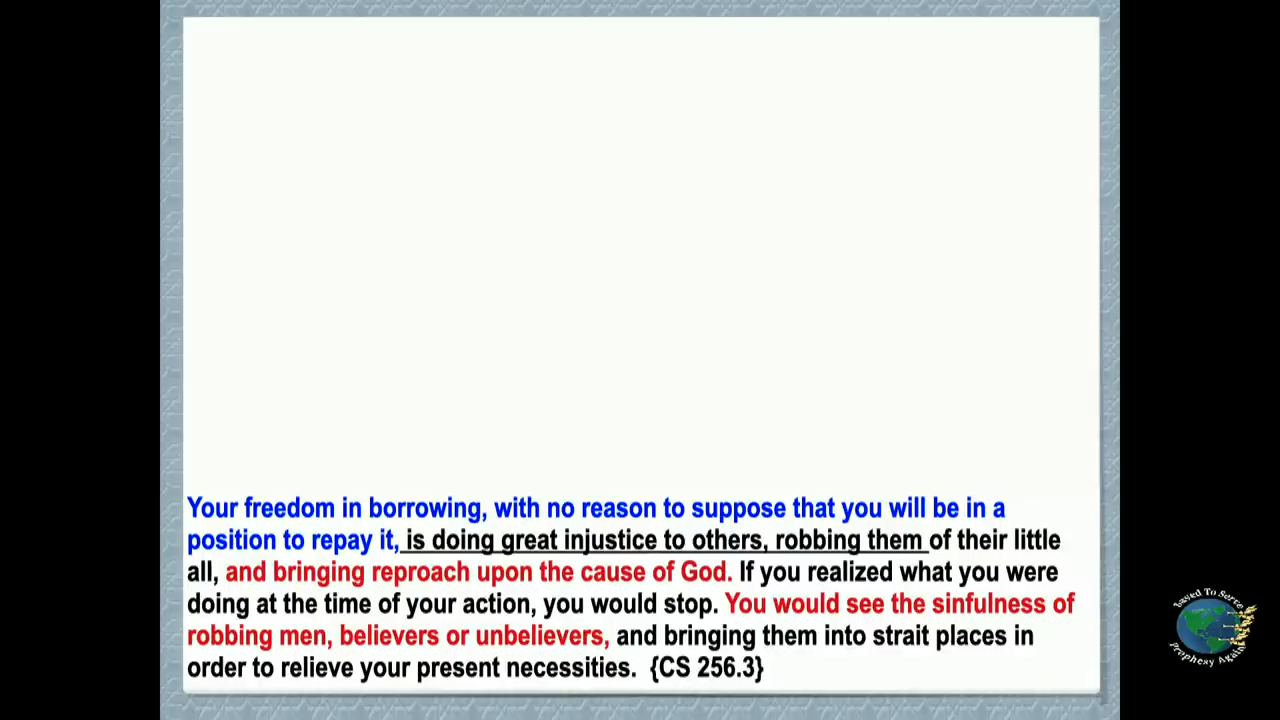 Your freedom in borrowing, with no reason to suppose that you will be in a
position to repay it, is doing great injustice to others, robbing them of their little
all, and bringing reproach upon the cause of God. If you realized what you were
doing at the time of your action, you would stop. You would see the sinfulness of
robbing men, believers or unbelievers, and bringing them into strait places in
order to relieve your present necessities. {CS 256.3}
To Serve
Prophesy Again